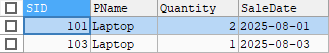 SID PName Quantity SaleDate
101 Laptop 2 2025-08-01
103 Laptop 1 2025-08-03